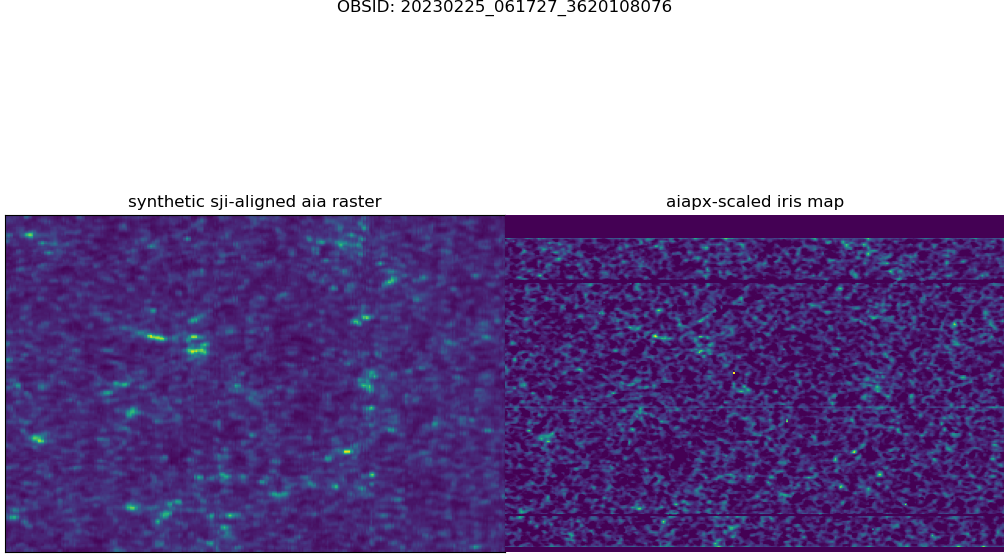 OBSID: 20230225_061727_3620108076
synthetic sji-aligned aia raster
aiapx-scaled iris map